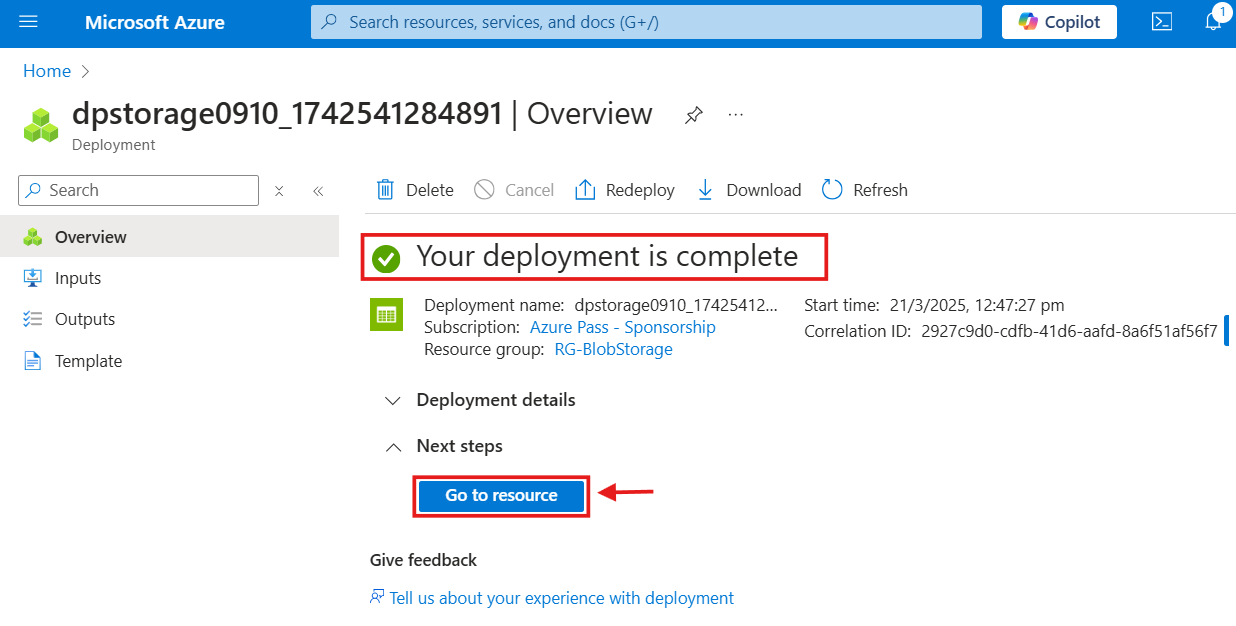 Microsoft Azure
Search resources, services, and docs (G+/)
Copilot
1
Home
dpstorage0910_1742541284891 | Overview
Deployment
Search
Delete
Cancel
Redeploy
Download
Refresh
Overview
Inputs
Outputs
Template
Your deployment is complete
Deployment name: dpstorage0910_17425412...
Subscription: Azure Pass - Sponsorship
Resource group: RG-BlobStorage
Start time: 21/3/2025, 12:47:27 pm
Correlation ID: 2927c9d0-cdfb-41d6-aafd-8a6f51af56f7
Deployment details
Next steps
Go to resource
Give feedback
Tell us about your experience with deployment